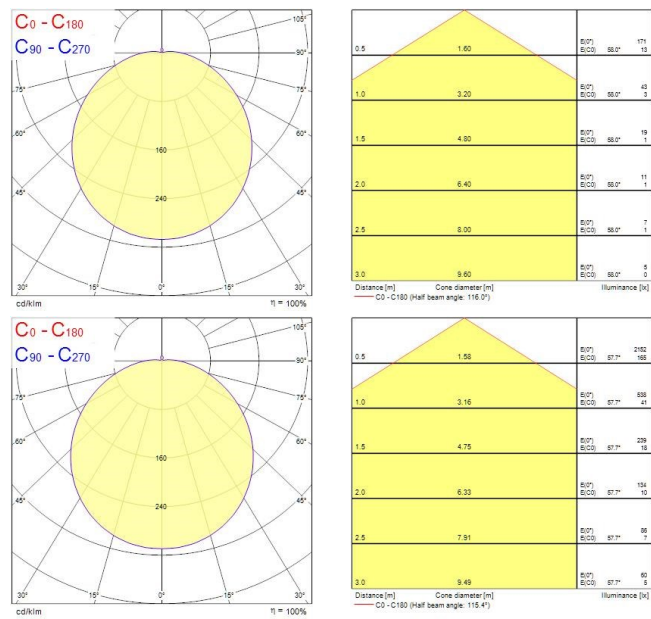 C0 - C180
C90 - C270
105°
90° 90°
75° 75°
60° 60°
160
45° 45°
240
30° 15° 0° 15° 30°
cd/klm η = 100%
0.5 1.60 E(0°) 171
E(C0) 58.0° 13
1.0 3.20 E(0°) 43
E(C0) 58.0° 3
1.5 4.80 E(0°) 19
E(C0) 58.0° 1
2.0 6.40 E(0°) 11
E(C0) 58.0° 1
2.5 8.00 E(0°) 7
E(C0) 58.0° 1
3.0 9.60 E(0°) 5
E(C0) 58.0° 0
Distance [m] Cone diameter [m] Illuminance [lx]
C0 - C180 (Half beam angle: 116.0°)
C0 - C180
C90 - C270
105°
90° 90°
75° 75°
60° 60°
160
45° 45°
240
30° 15° 0° 15° 30°
cd/klm η = 100%
0.5 1.58 E(0°) 2152
E(C0) 57.7° 165
1.0 3.16 E(0°) 538
E(C0) 57.7° 41
1.5 4.75 E(0°) 239
E(C0) 57.7° 18
2.0 6.33 E(0°) 134
E(C0) 57.7° 10
2.5 7.91 E(0°) 86
E(C0) 57.7° 7
3.0 9.49 E(0°) 60
E(C0) 57.7° 5
Distance [m] Cone diameter [m] Illuminance [lx]
C0 - C180 (Half beam angle: 115.4°)